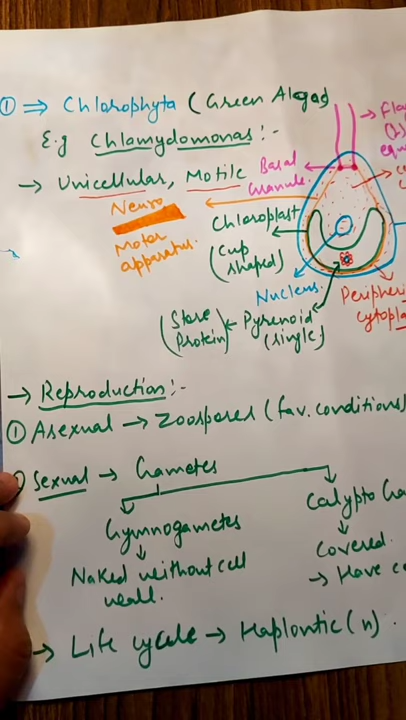 ① ⇒ Chlorophyta (Green Algae)
E.g Chlamydomonas :-
→ Unicellular, Motile
Basal
Granule.
Neuro
Motor
apparatus.
Chloroplast
(Cup
shaped)
Nucleus.
Pyrenoid
(single)
(Store
Protein)
cytopla
→ Reproduction :-
① Asexual → Zoospores (fav. conditions)
Sexual → Gametes
Gymnogametes
Calypto Ga
Naked without cell
wall.
Covered.
→ Have c
→ Life cycle → Haplontic (n).